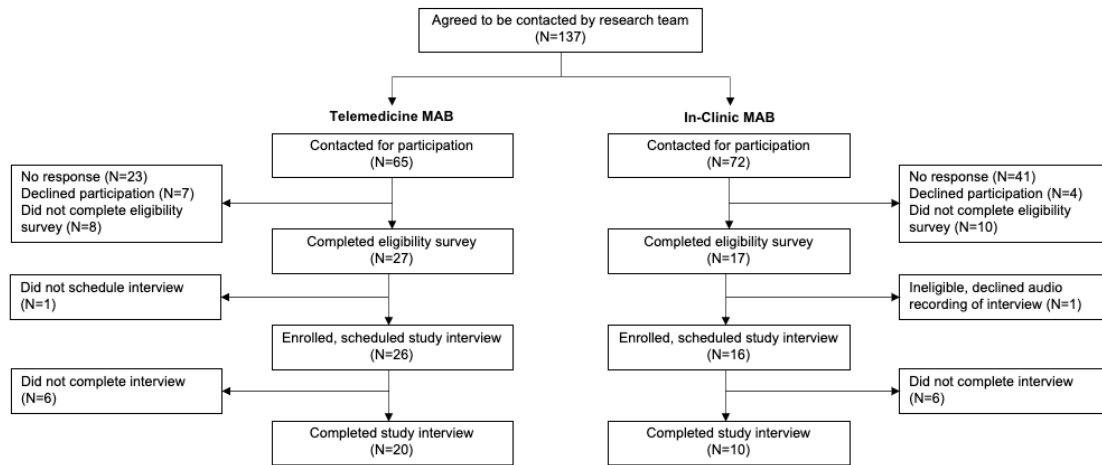 Agreed to be contacted by research team
(N=137)
Telemedicine MAB
In-Clinic MAB
Contacted for participation
(N=65)
Contacted for participation
(N=72)
No response (N=23)
Declined participation (N=7)
Did not complete eligibility
survey (N=8)
No response (N=41)
Declined participation (N=4)
Did not complete eligibility
survey (N=10)
Completed eligibility survey
(N=27)
Completed eligibility survey
(N=17)
Did not schedule interview
(N=1)
Ineligible, declined audio
recording of interview (N=1)
Enrolled, scheduled study interview
(N=26)
Enrolled, scheduled study interview
(N=16)
Did not complete interview
(N=6)
Did not complete interview
(N=6)
Completed study interview
(N=20)
Completed study interview
(N=10)